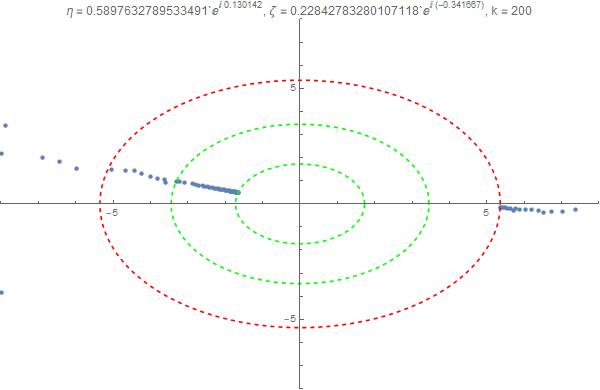 η = 0.5897632789533491`e^(i 0.130142), ζ = 0.22842783280107118`e^(i (-0.341667)), k = 200
5
-5
5
-5